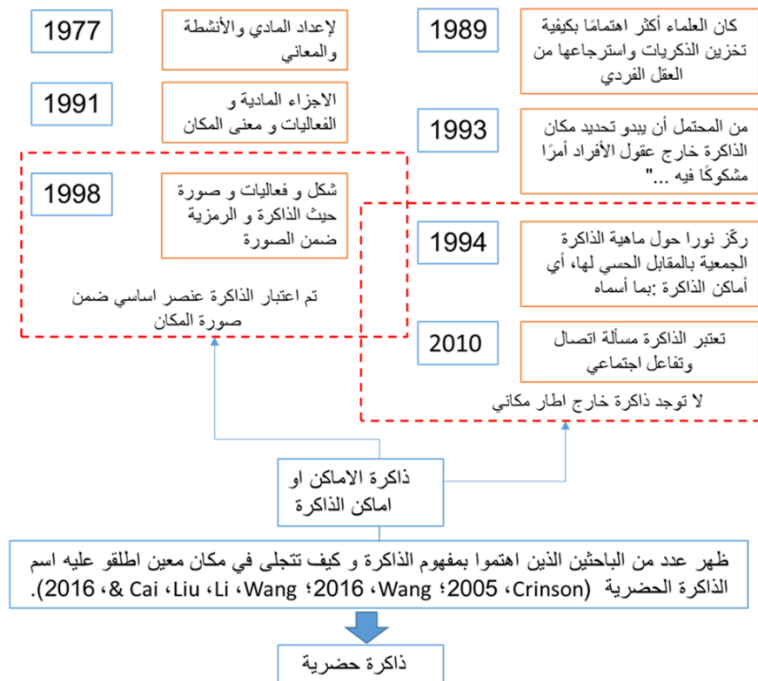 1989
كان العلماء أكثر اهتمامًا بكيفية
تخزين الذكريات واسترجاعها من
العقل الفردي
1993
من المحتمل أن يبدو تحديد مكان
الذاكرة خارج عقول الأفراد أمرًا
مشكوكًا فيه ..."
1994
ركّز نورا حول ماهية الذاكرة
الجمعية بالمقابل الحسي لها، أي
أماكن الذاكرة :بما أسماه
2010
تعتبر الذاكرة مسألة اتصال
وتفاعل اجتماعي
لا توجد ذاكرة خارج اطار مكاني
1977
لإعداد المادي والأنشطة
والمعاني
1991
الاجزاء المادية و
الفعاليات و معنى المكان
1998
شكل و فعاليات و صورة
حيث الذاكرة و الرمزية
ضمن الصورة
تم اعتبار الذاكرة عنصر اساسي ضمن
صورة المكان
ذاكرة الاماكن او
اماكن الذاكرة
ظهر عدد من الباحثين الذين اهتموا بمفهوم الذاكرة و كيف تتجلى في مكان معين اطلقو عليه اسم
الذاكرة الحضرية (Crinson، 2005؛ Wang، 2016؛ Wang، Li، Liu، & Cai، 2016).
ذاكرة حضرية